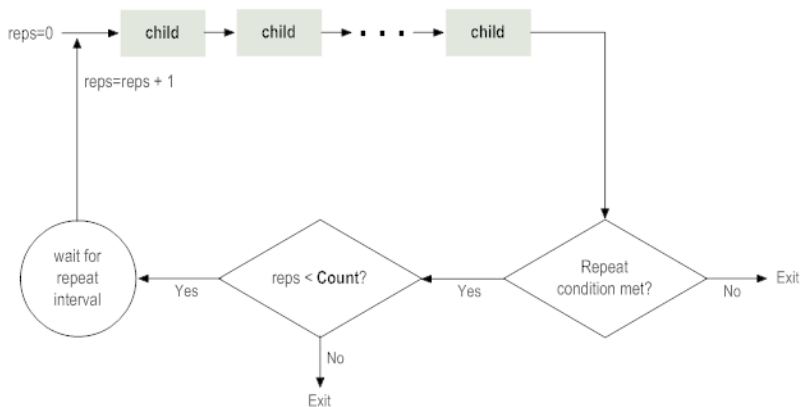 reps=0
child
child
child
reps=reps + 1
wait for
repeat
interval
Yes
reps < Count?
No
Exit
Yes
Repeat
condition met?
No
Exit